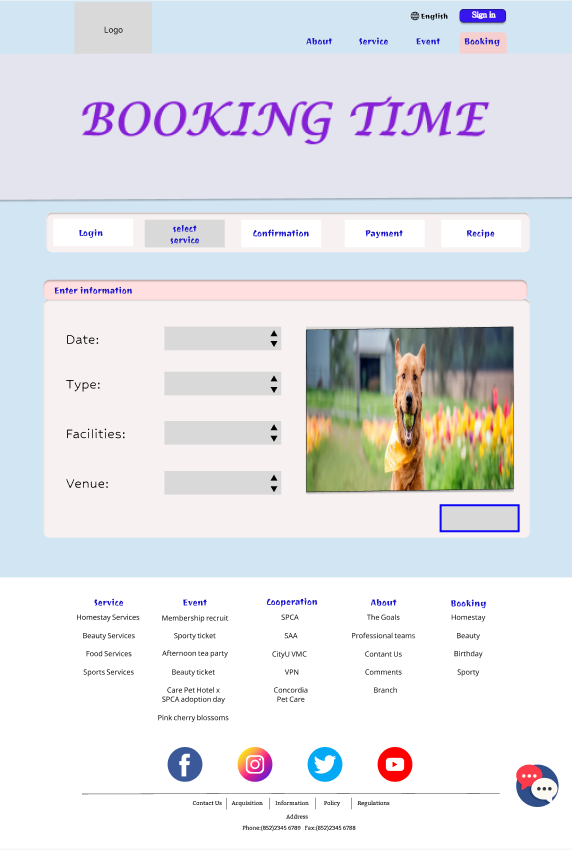 Logo
English
Sign in
About Service Event Booking
BOOKING TIME
Login
select
service
Confirmation
Payment
Recipe
Enter information
Date:
Type:
Facilities:
Venue:
Service Event Cooperation About Booking
Homestay Services Membership recruit SPCA The Goals Homestay
Beauty Services Sporty ticket SAA Professional teams Beauty
Food Services Afternoon tea party CityU VMC Contant Us Birthday
Sports Services Beauty ticket VPN Comments Sporty
Care Pet Hotel x Concordia Branch
SPCA adoption day Pet Care
Pink cherry blossoms
Contact Us Acquisition Information Policy Regulations
Address
Phone:(852)2345 6789 Fax:(852)2345 6788